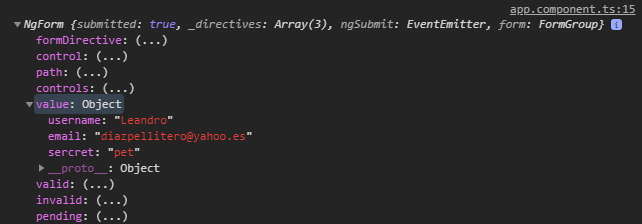 app.component.ts:15
▼NgForm {submitted: true, _directives: Array(3), ngSubmit: EventEmitter, form: FormGroup} i
formDirective: (...)
control: (...)
path: (...)
controls: (...)
▼value: Object
username: "Leandro"
email: "diazpellitero@yahoo.es"
sercret: "pet"
▶__proto__: Object
valid: (...)
invalid: (...)
pending: (...)